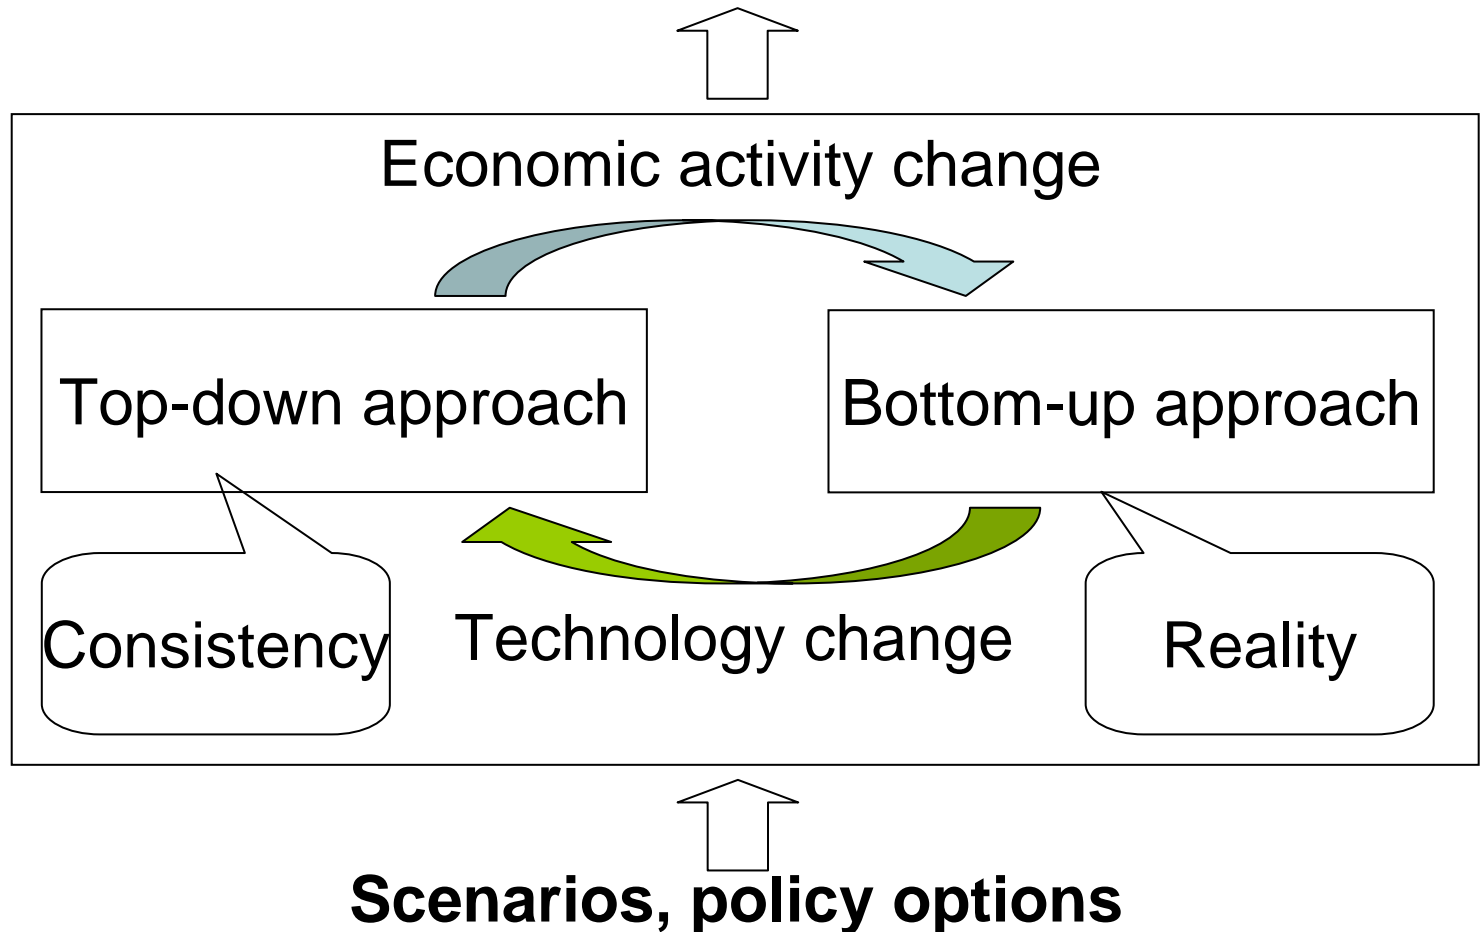 Economic activity change
Top-down approach
Bottom-up approach
Consistency
Technology change
Reality
Scenarios, policy options